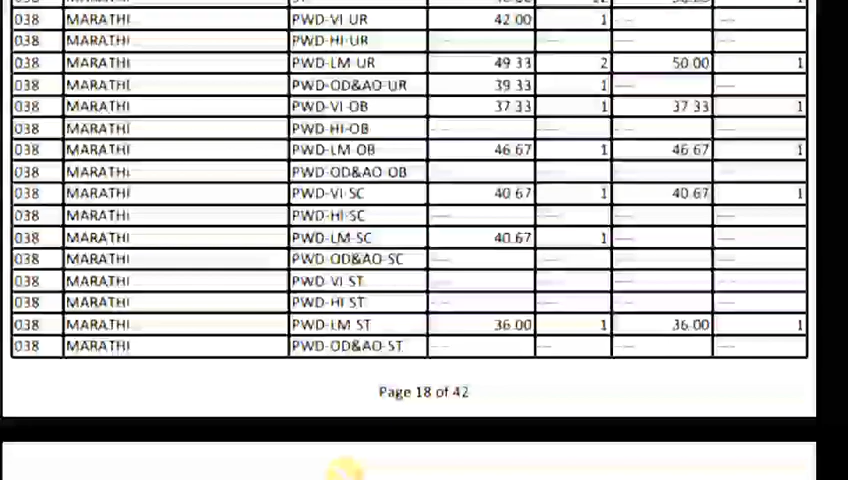 038 MARATHI PWD-VI-UR 42.00 1 --- ---
038 MARATHI PWD-HI-UR --- --- --- ---
038 MARATHI PWD-LM-UR 49.33 2 50.00 1
038 MARATHI PWD-OD&AO-UR 39.33 1 --- ---
038 MARATHI PWD-VI-OB 37.33 1 37.33 1
038 MARATHI PWD-HI-OB --- --- --- ---
038 MARATHI PWD-LM-OB 46.67 1 46.67 1
038 MARATHI PWD-OD&AO-OB --- --- --- ---
038 MARATHI PWD-VI-SC 40.67 1 40.67 1
038 MARATHI PWD-HI-SC --- --- --- ---
038 MARATHI PWD-LM-SC 40.67 1 --- ---
038 MARATHI PWD-OD&AO-SC --- --- --- ---
038 MARATHI PWD-VI-ST --- --- --- ---
038 MARATHI PWD-HI-ST --- --- --- ---
038 MARATHI PWD-LM-ST 36.00 1 36.00 1
038 MARATHI PWD-OD&AO-ST --- --- --- ---
Page 18 of 42